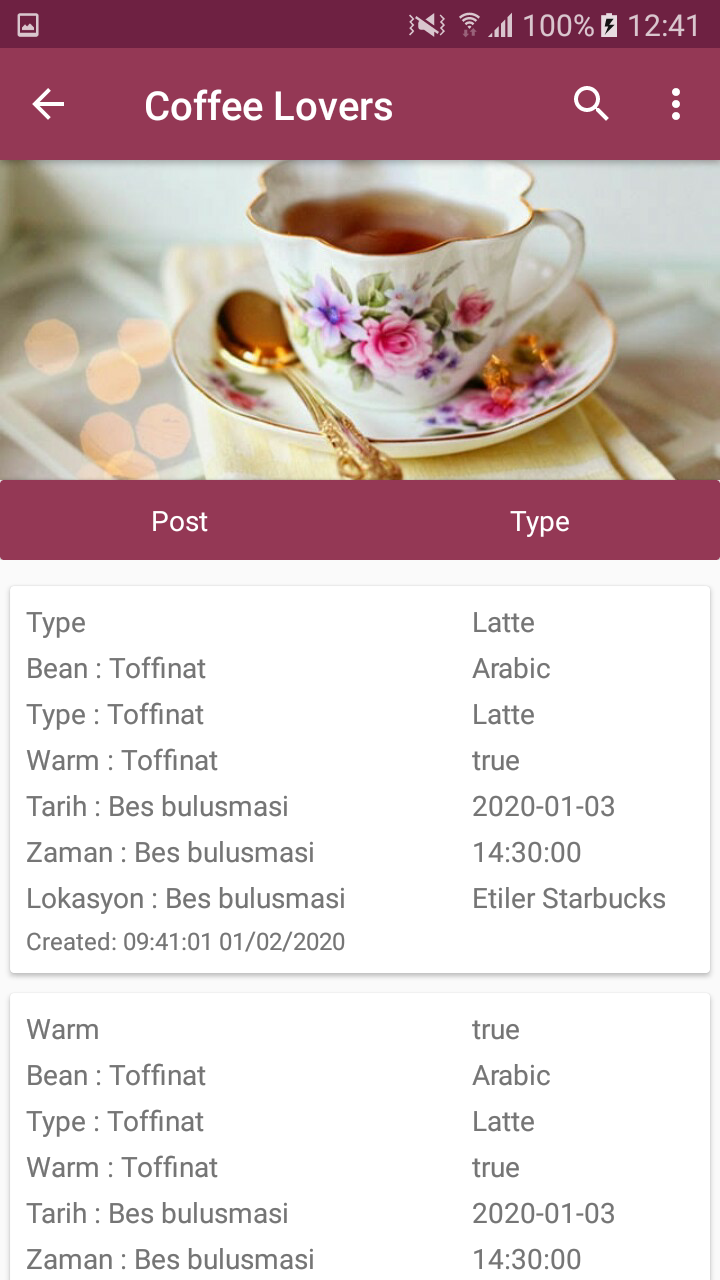 100% 12:41
Coffee Lovers
Post Type
Type Latte
Bean : Toffinat Arabic
Type : Toffinat Latte
Warm : Toffinat true
Tarih : Bes bulusmasi 2020-01-03
Zaman : Bes bulusmasi 14:30:00
Lokasyon : Bes bulusmasi Etiler Starbucks
Created: 09:41:01 01/02/2020
Warm true
Bean : Toffinat Arabic
Type : Toffinat Latte
Warm : Toffinat true
Tarih : Bes bulusmasi 2020-01-03
Zaman : Bes bulusmasi 14:30:00